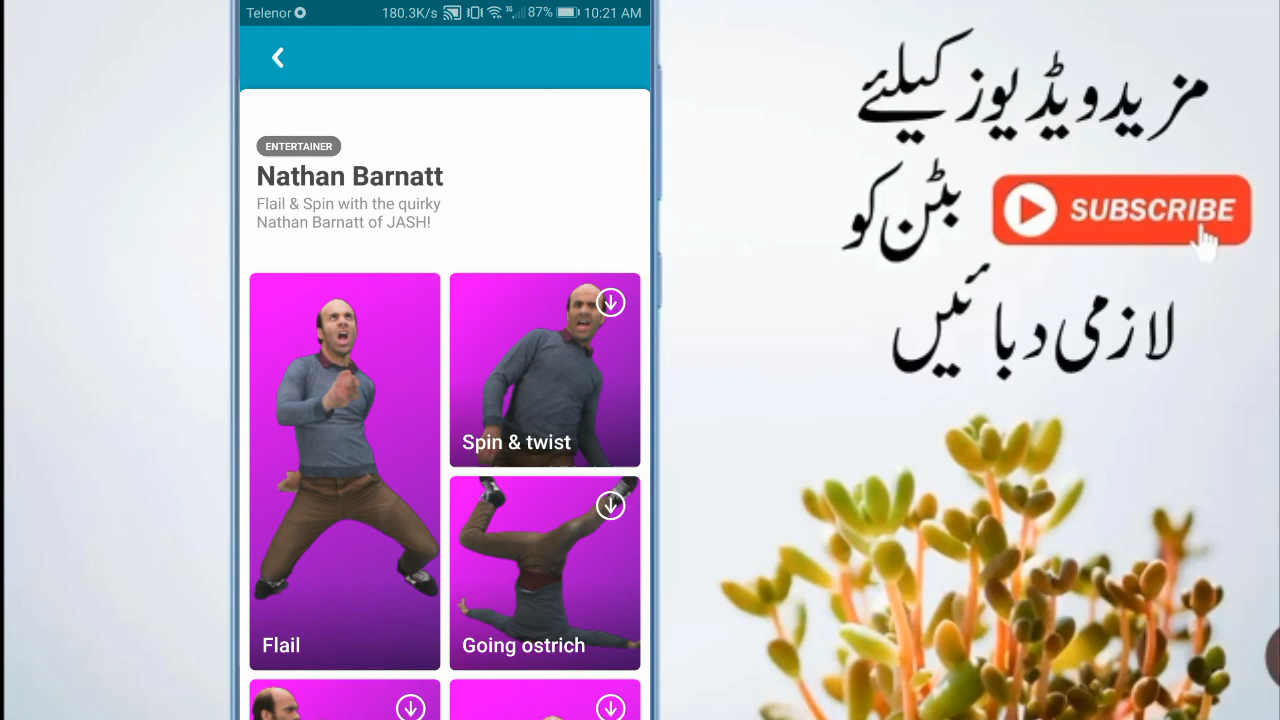 Telenor 180.3K/s 3G 87% 10:21 AM
ENTERTAINER
Nathan Barnatt
Flail & Spin with the quirky
Nathan Barnatt of JASH!
Spin & twist
Flail
Going ostrich
مزید ویڈیوز کیلئے
SUBSCRIBE بٹن کو
لازمی دبائیں